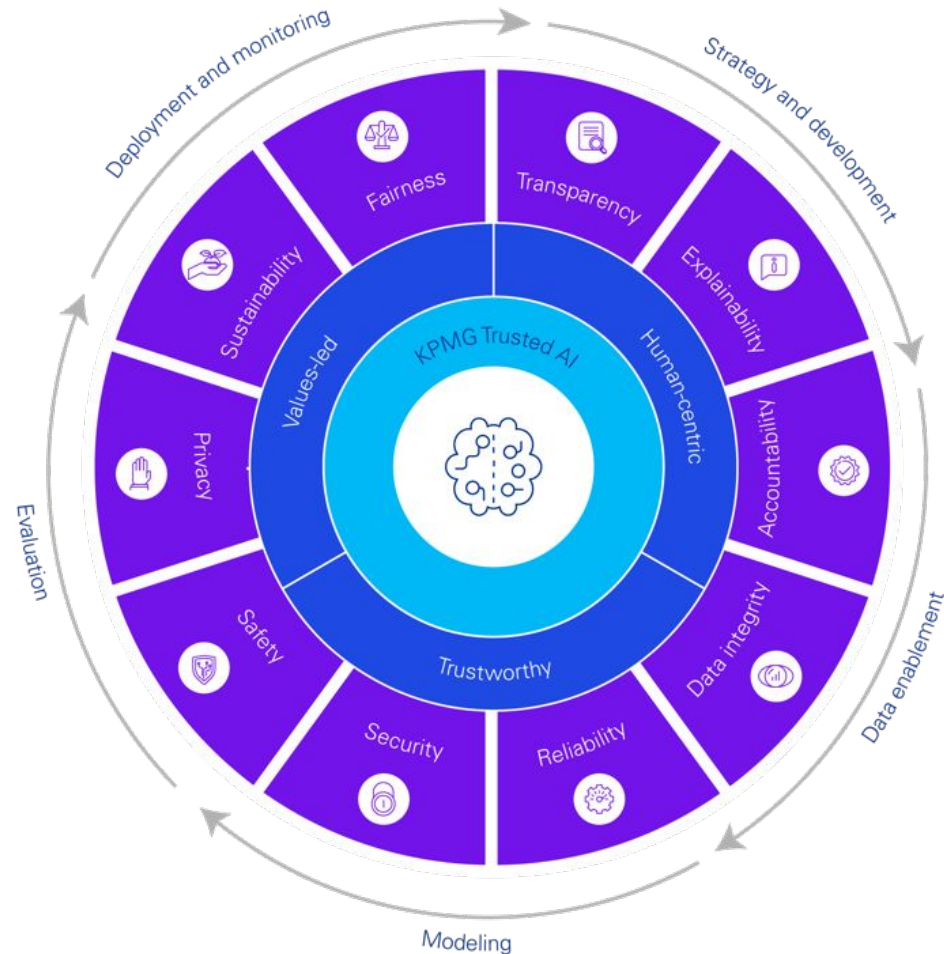 Deployment and monitoring
Strategy and development
Data enablement
Modeling
Evaluation
Fairness
Transparency
Explainability
Accountability
Data integrity
Reliability
Security
Safety
Privacy
Sustainability
Values-led
Human-centric
Trustworthy
KPMG Trusted AI